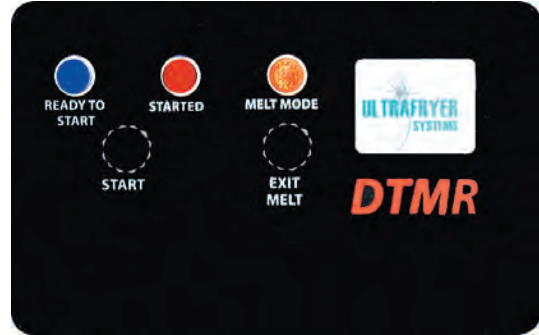 READY TO
START
STARTED
MELT MODE
START
EXIT
MELT
ULTRAFRYER
SYSTEMS
DTMR